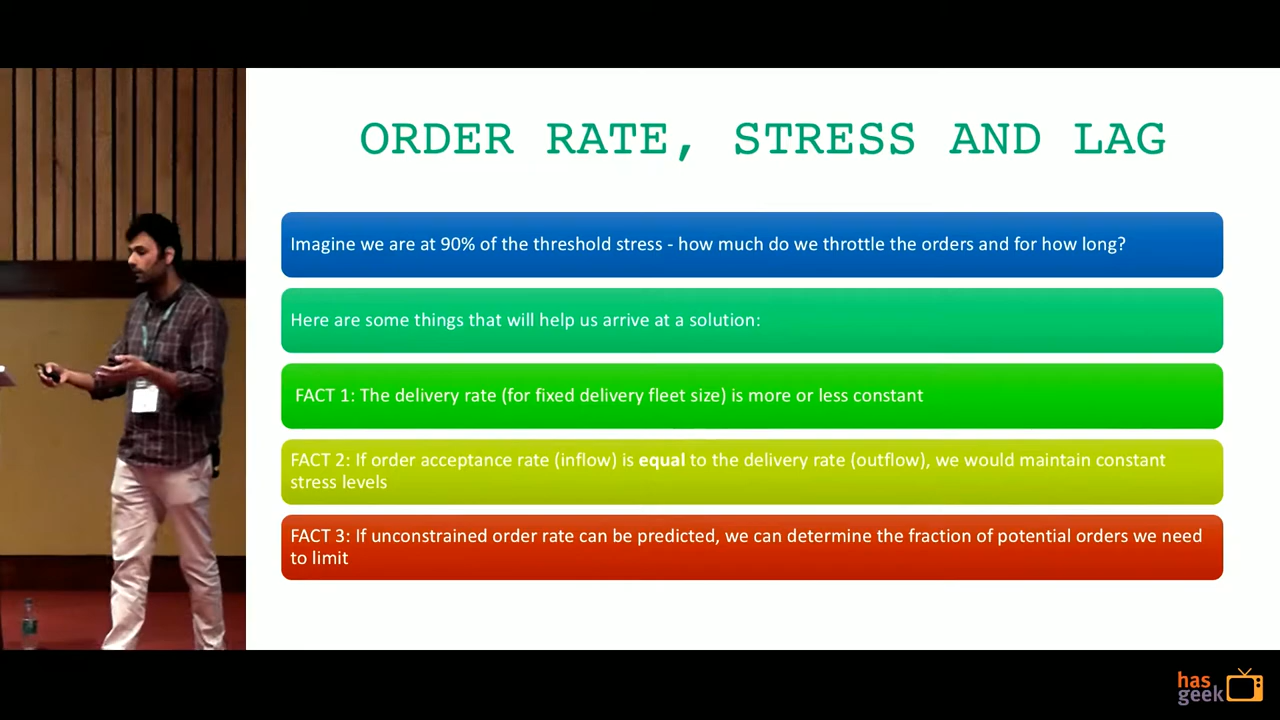 ORDER RATE, STRESS AND LAG
Imagine we are at 90% of the threshold stress - how much do we throttle the orders and for how long?
Here are some things that will help us arrive at a solution:
FACT 1: The delivery rate (for fixed delivery fleet size) is more or less constant
FACT 2: If order acceptance rate (inflow) is equal to the delivery rate (outflow), we would maintain constant
stress levels
FACT 3: If unconstrained order rate can be predicted, we can determine the fraction of potential orders we need
to limit
has
geek